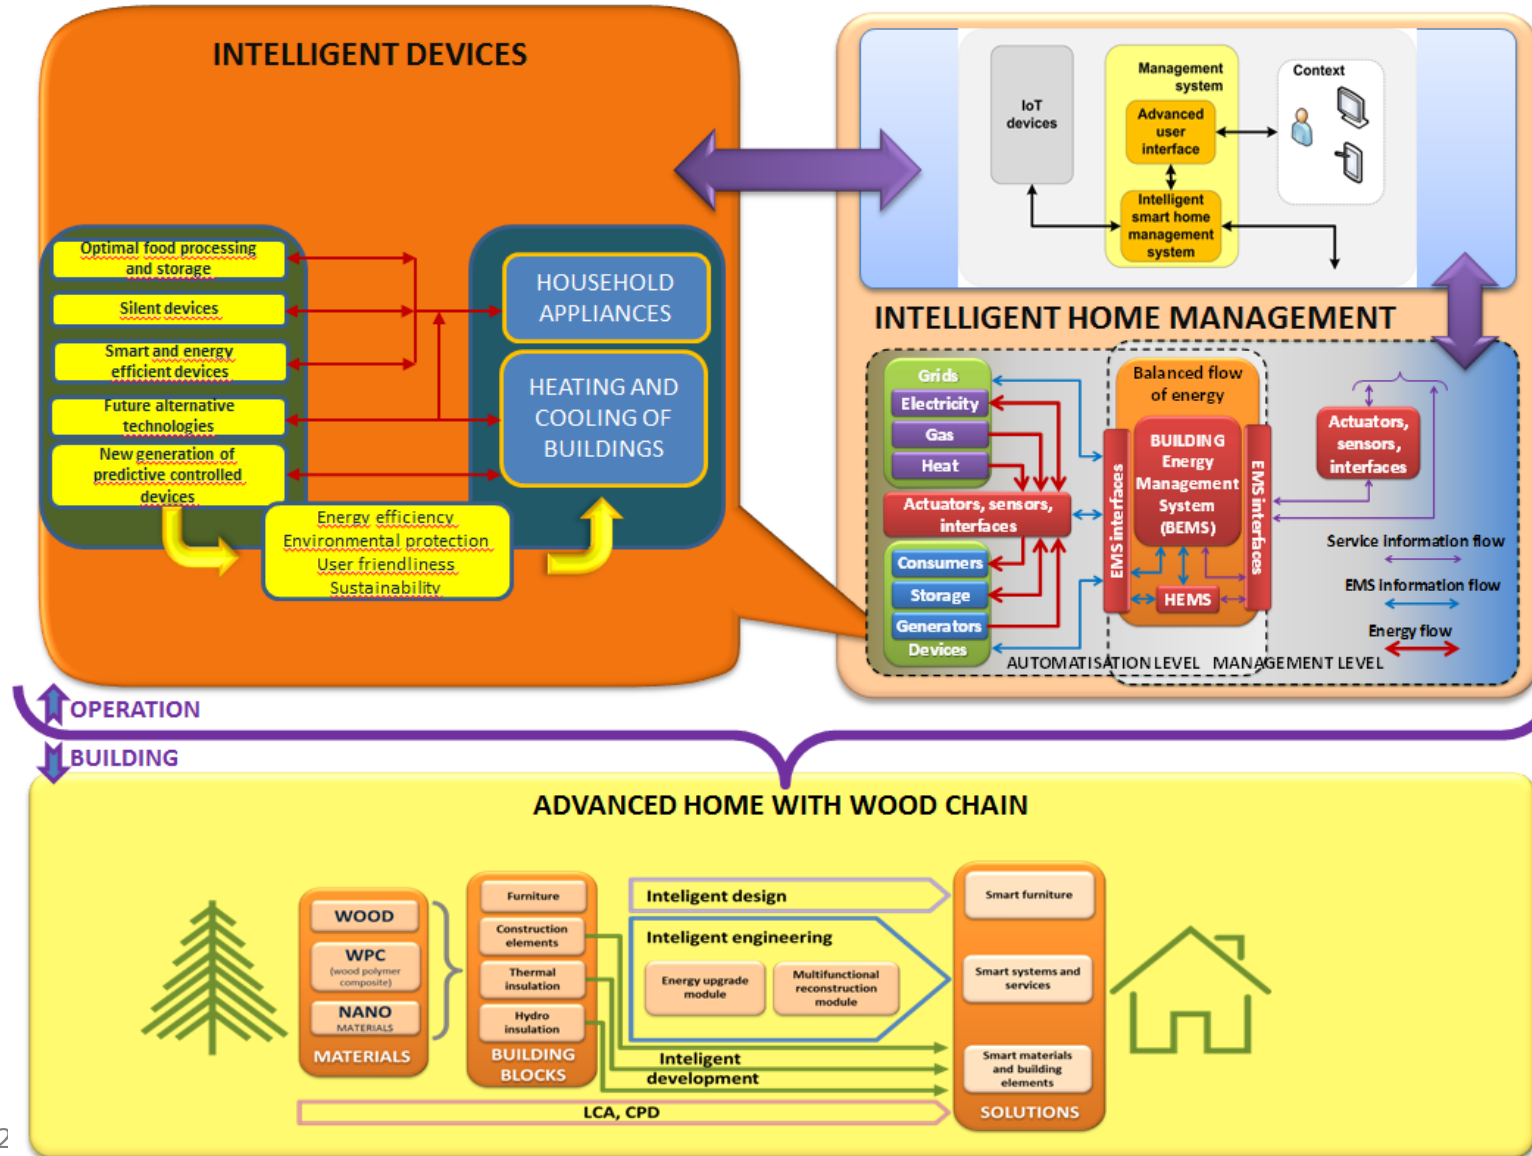 INTELLIGENT DEVICES
Optimal food processing
and storage
Silent devices
Smart and energy
efficient devices
Future alternative
technologies
New generation of
predictive controlled
devices
HOUSEHOLD
APPLIANCES
HEATING AND
COOLING OF
BUILDINGS
Energy efficiency
Environmental protection
User friendliness
Sustainability
IoT
devices
Management
system
Advanced
user
interface
Intelligent
smart home
management
system
Context
INTELLIGENT HOME MANAGEMENT
Grids
Electricity
Gas
Heat
Actuators, sensors,
interfaces
Consumers
Storage
Generators
Devices
EMS interfaces
Balanced flow
of energy
BUILDING
Energy
Management
System
(BEMS)
HEMS
EMS interfaces
Actuators,
sensors,
interfaces
Service information flow
EMS information flow
Energy flow
AUTOMATISATION LEVEL
MANAGEMENT LEVEL
OPERATION
BUILDING
ADVANCED HOME WITH WOOD CHAIN
WOOD
WPC
(wood polymer
composite)
NANO
MATERIALS
MATERIALS
Furniture
Construction
elements
Thermal
insulation
Hydro
insulation
BUILDING
BLOCKS
Inteligent design
Inteligent engineering
Energy upgrade
module
Multifunctional
reconstruction
module
Inteligent
development
LCA, CPD
Smart furniture
Smart systems and
services
Smart materials
and building
elements
SOLUTIONS
2